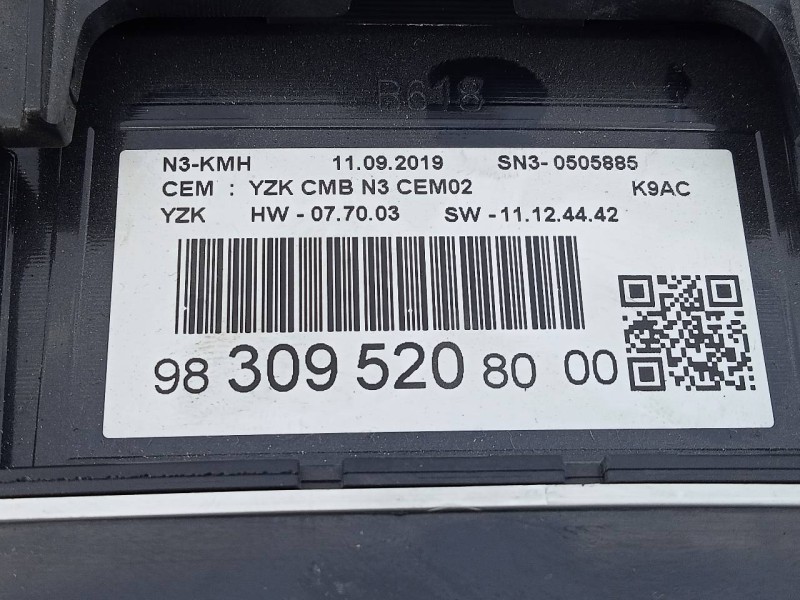 B618
N3-KMH 11.09.2019 SN3- 0505885
CEM : YZK CMB N3 CEM02 K9AC
YZK HW - 07.70.03 SW - 11.12.44.42
98 309 520 80 00